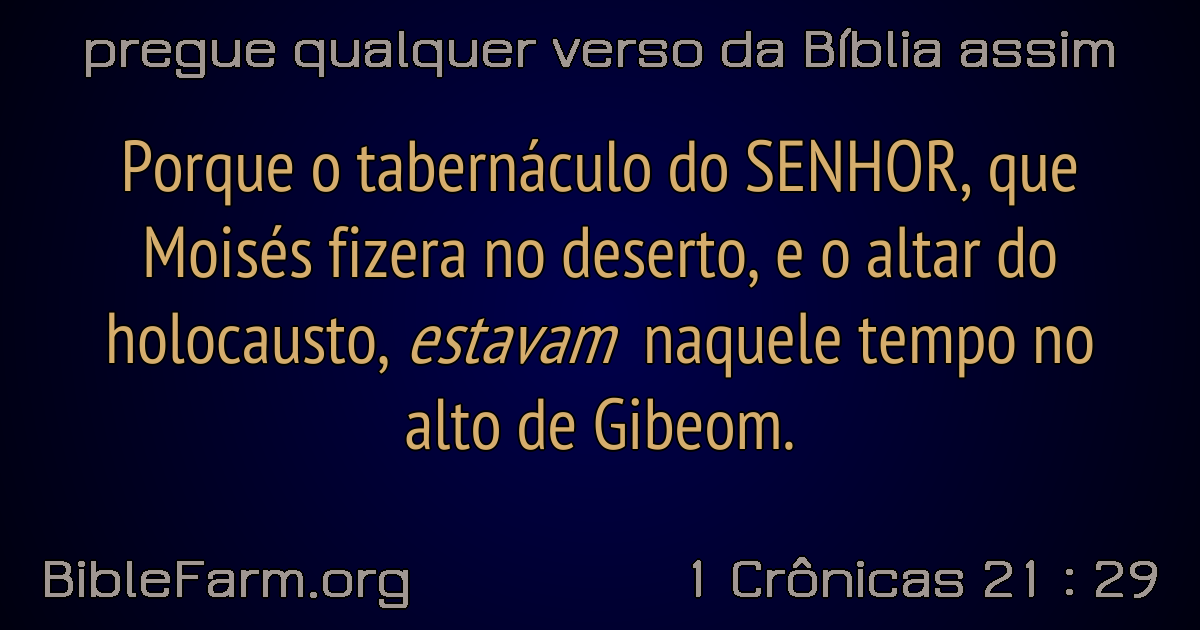 pregue qualquer verso da Bíblia assim
Porque o tabernáculo do SENHOR, que
Moisés fizera no deserto, e o altar do
holocausto, estavam naquele tempo no
alto de Gibeom.
BibleFarm.org
1 Crônicas 21 : 29